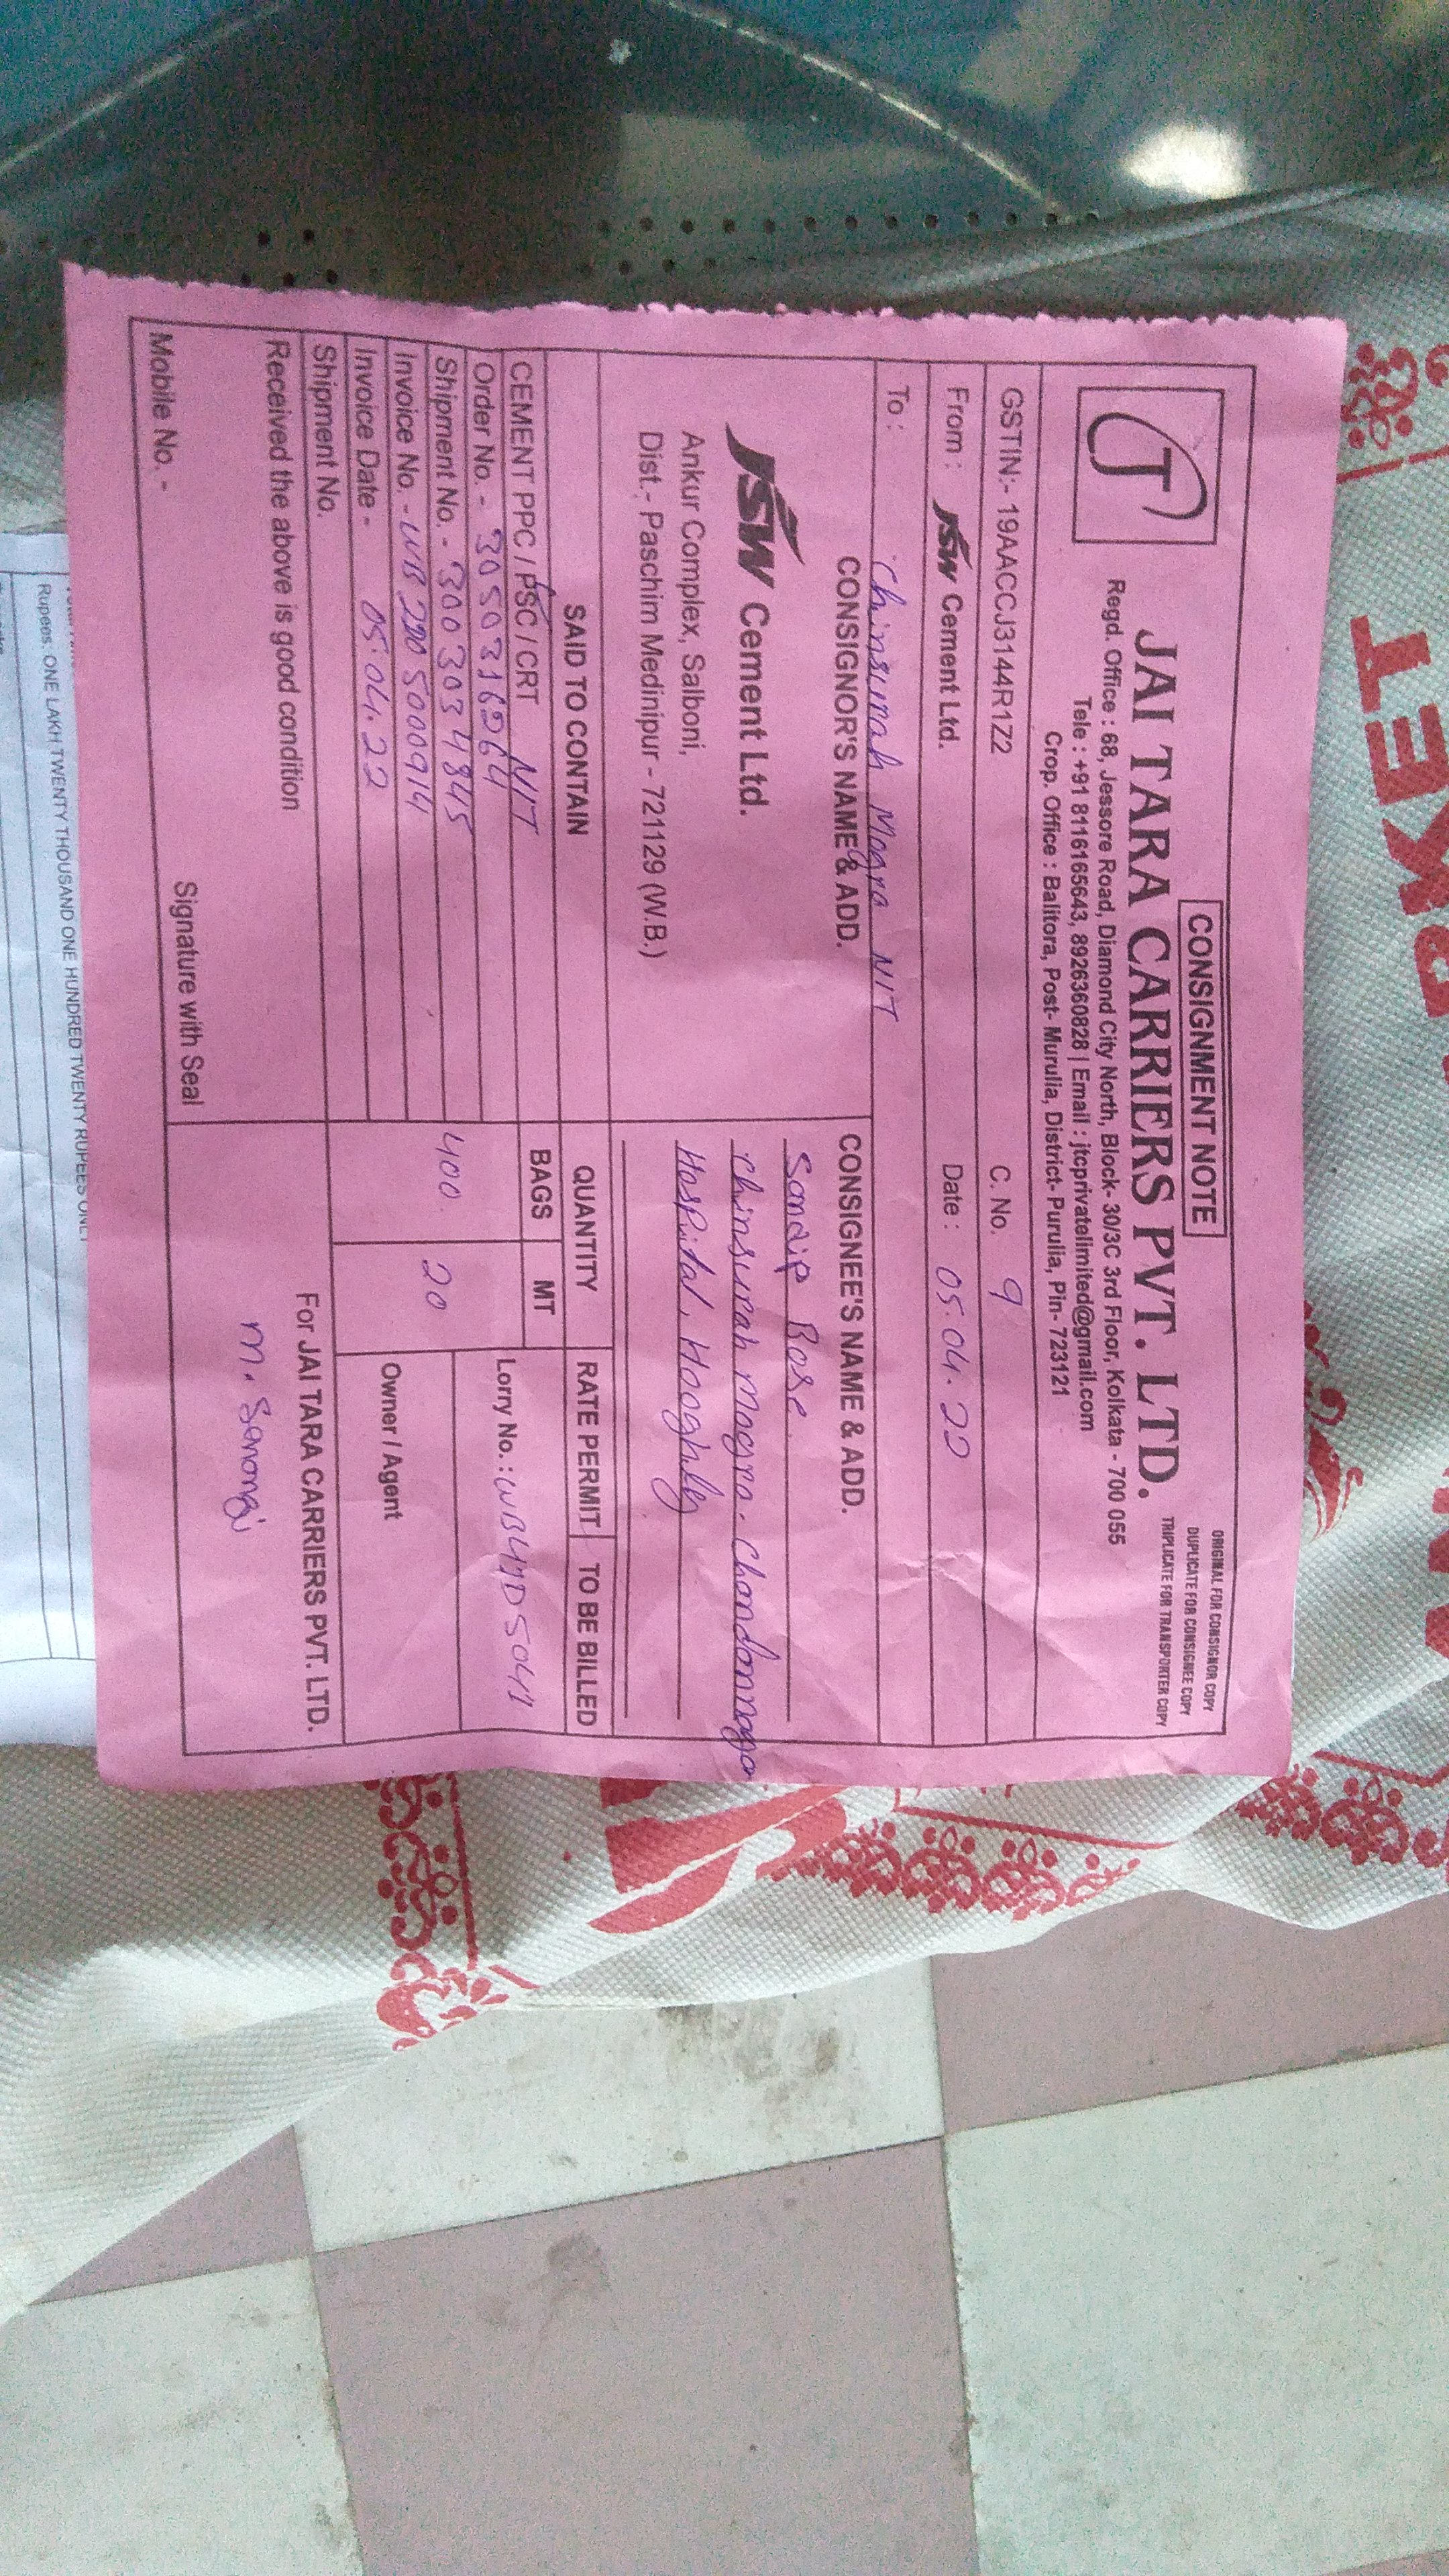 CONSIGNMENT NOTE
ORIGINAL FOR CONSIGNOR COPY
DUPLICATE FOR CONSIGNEE COPY
TRIPLICATE FOR TRANSPORTER COPY
JAI TARA CARRIERS PVT. LTD.
Regd. Office : 68, Jessore Road, Diamond City North, Block- 30/3C 3rd Floor, Kolkata - 700 055
Tele : +91 8116165643, 8926360828 | Email : jtcprivatelimited@gmail.com
Crop. Office : Balitora, Post- Murulia, District- Purulia, Pin- 723121
GSTIN:- 19AACCJ3144R1Z2 C. No. 9
From : JSW Cement Ltd. Date : 05.04.22
To : Chinsurah Mogra NIT
CONSIGNOR'S NAME & ADD. CONSIGNEE'S NAME & ADD.
JSW Cement Ltd.
Ankur Complex, Salboni,
Dist.- Paschim Medinipur - 721129 (W.B.)
Sandip Bose
Chinsurah Mogra. Chandannagar
Hospital, Hooghly
SAID TO CONTAIN QUANTITY RATE PERMIT TO BE BILLED
BAGS MT
CEMENT PPC / PSC / CRT NIT
Order No. - 3050316264
Shipment No. - 3003034845
Invoice No. - WB2205000914
Invoice Date - 05.04.22
Shipment No.
400 20
Lorry No. : WB41D5041
Owner / Agent
Received the above is good condition
For JAI TARA CARRIERS PVT. LTD.
Mobile No. - Signature with Seal
Rupees: ONE LAKH TWENTY THOUSAND ONE HUNDRED TWENTY RUPEES ONLY